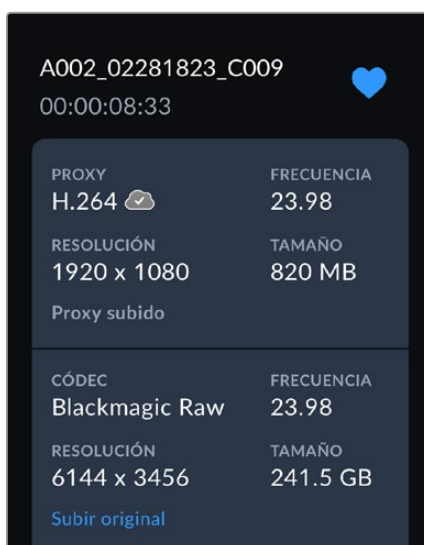 A002_02281823_C009
00:00:08:33
PROXY FRECUENCIA
H.264 23.98
RESOLUCIÓN TAMAÑO
1920 x 1080 820 MB
Proxy subido
CÓDEC FRECUENCIA
Blackmagic Raw 23.98
RESOLUCIÓN TAMAÑO
6144 x 3456 241.5 GB
Subir original